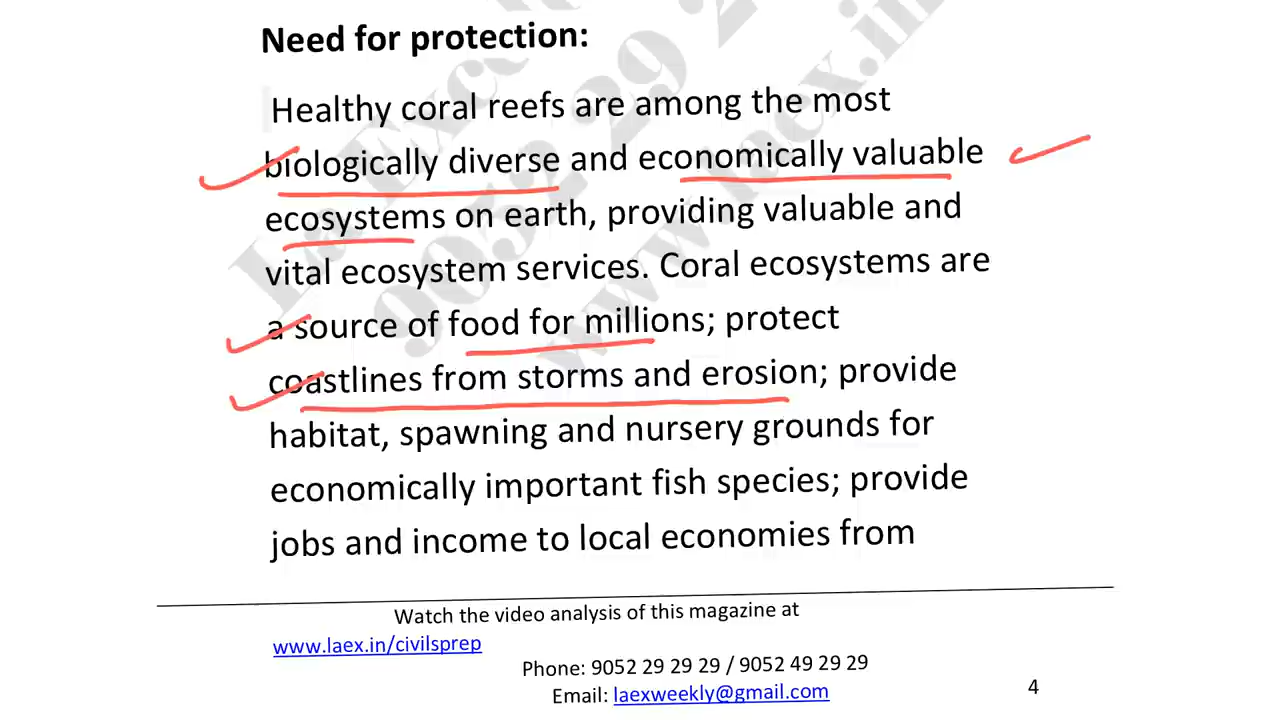 Need for protection:
Healthy coral reefs are among the most
biologically diverse and economically valuable
ecosystems on earth, providing valuable and
vital ecosystem services. Coral ecosystems are
a source of food for millions; protect
coastlines from storms and erosion; provide
habitat, spawning and nursery grounds for
economically important fish species; provide
jobs and income to local economies from
Watch the video analysis of this magazine at
www.laex.in/civilsprep
Phone: 9052 29 29 29 / 9052 49 29 29
Email: laexweekly@gmail.com
4